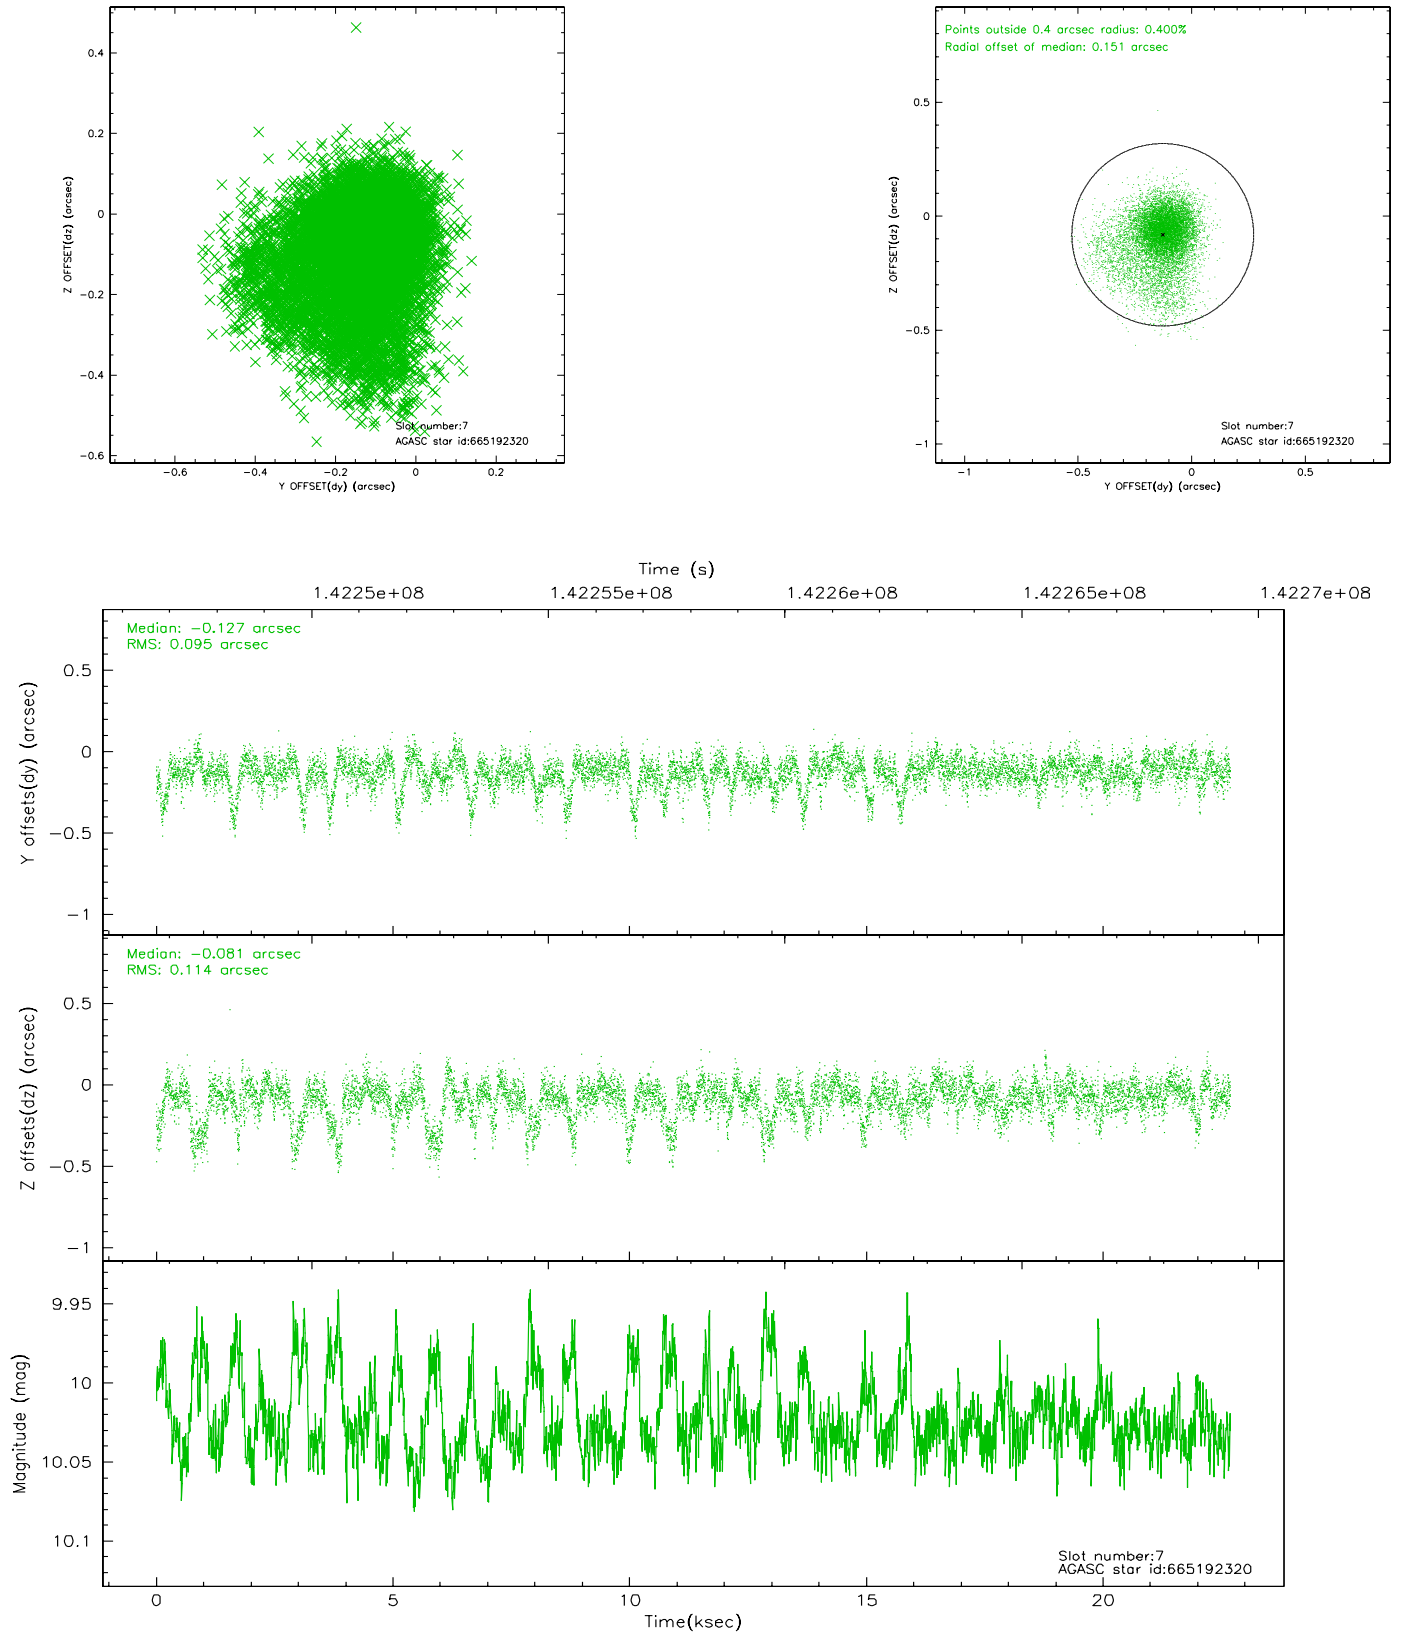 0.4
0.2
0
−0.2
−0.4
−0.6
Z OFFSET(dz) (arcsec)
−0.6
−0.4
−0.2
0
0.2
Y OFFSET(dy) (arcsec)
Slot number:7
AGASC star id:665192320
Points outside 0.4 arcsec radius: 0.400%
Radial offset of median: 0.151 arcsec
0.5
0
−0.5
−1
Z OFFSET(dz) (arcsec)
−1
−0.5
0
0.5
Y OFFSET(dy) (arcsec)
Slot number:7
AGASC star id:665192320
Time (s)
1.4225e+08
1.42255e+08
1.4226e+08
1.42265e+08
1.4227e+08
Median: −0.127 arcsec
RMS: 0.095 arcsec
0.5
0
−0.5
−1
Y offsets(dy) (arcsec)
Median: −0.081 arcsec
RMS: 0.114 arcsec
0.5
0
−0.5
−1
Z offsets(dz) (arcsec)
9.95
10
10.05
10.1
Magnitude (mag)
Slot number:7
AGASC star id:665192320
0
5
10
15
20
Time(ksec)